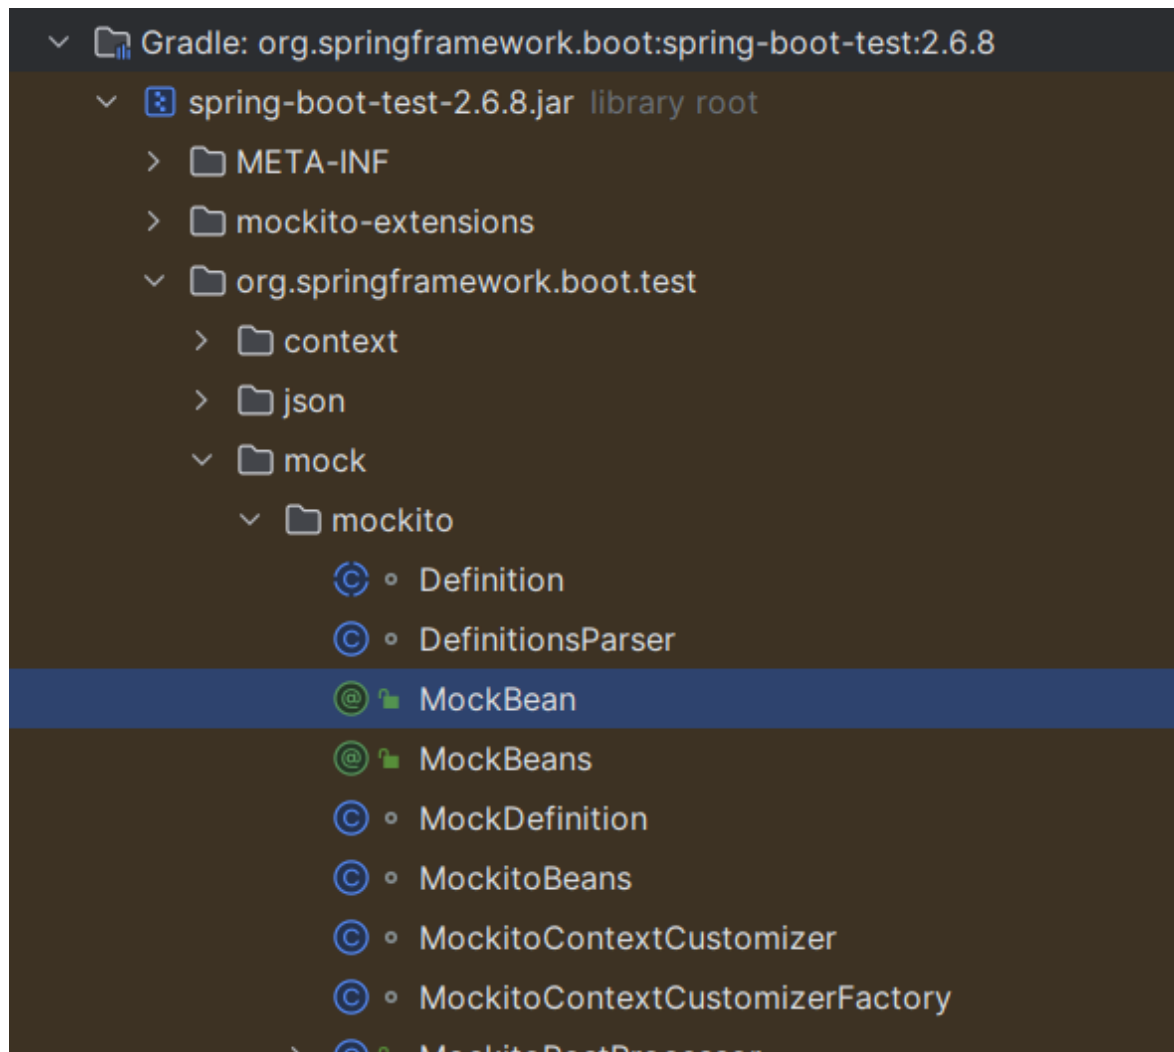 Gradle: org.springframework.boot:spring-boot-test:2.6.8
spring-boot-test-2.6.8.jar library root
META-INF
mockito-extensions
org.springframework.boot.test
context
json
mock
mockito
Definition
DefinitionsParser
MockBean
MockBeans
MockDefinition
MockitoBeans
MockitoContextCustomizer
MockitoContextCustomizerFactory
MockitoPostProcessor